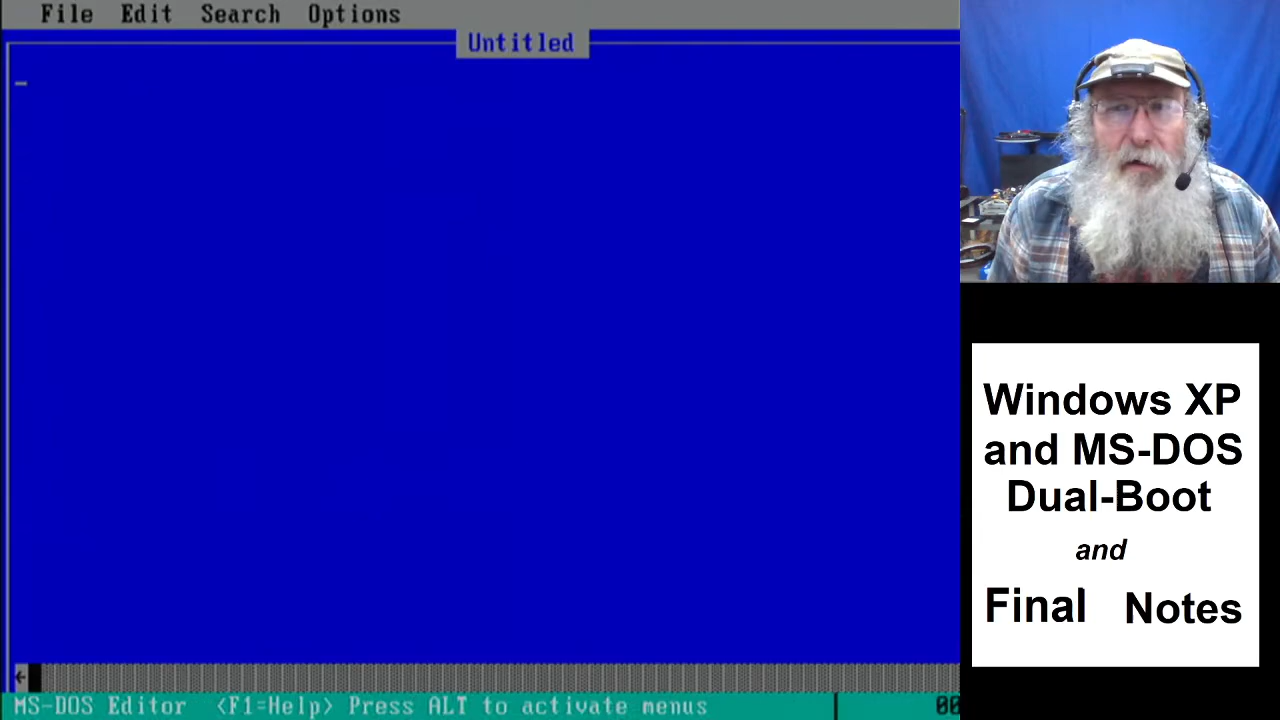 File Edit Search Options
Untitled
MS-DOS Editor <F1=Help> Press ALT to activate menus 00
Windows XP
and MS-DOS
Dual-Boot
and
Final Notes